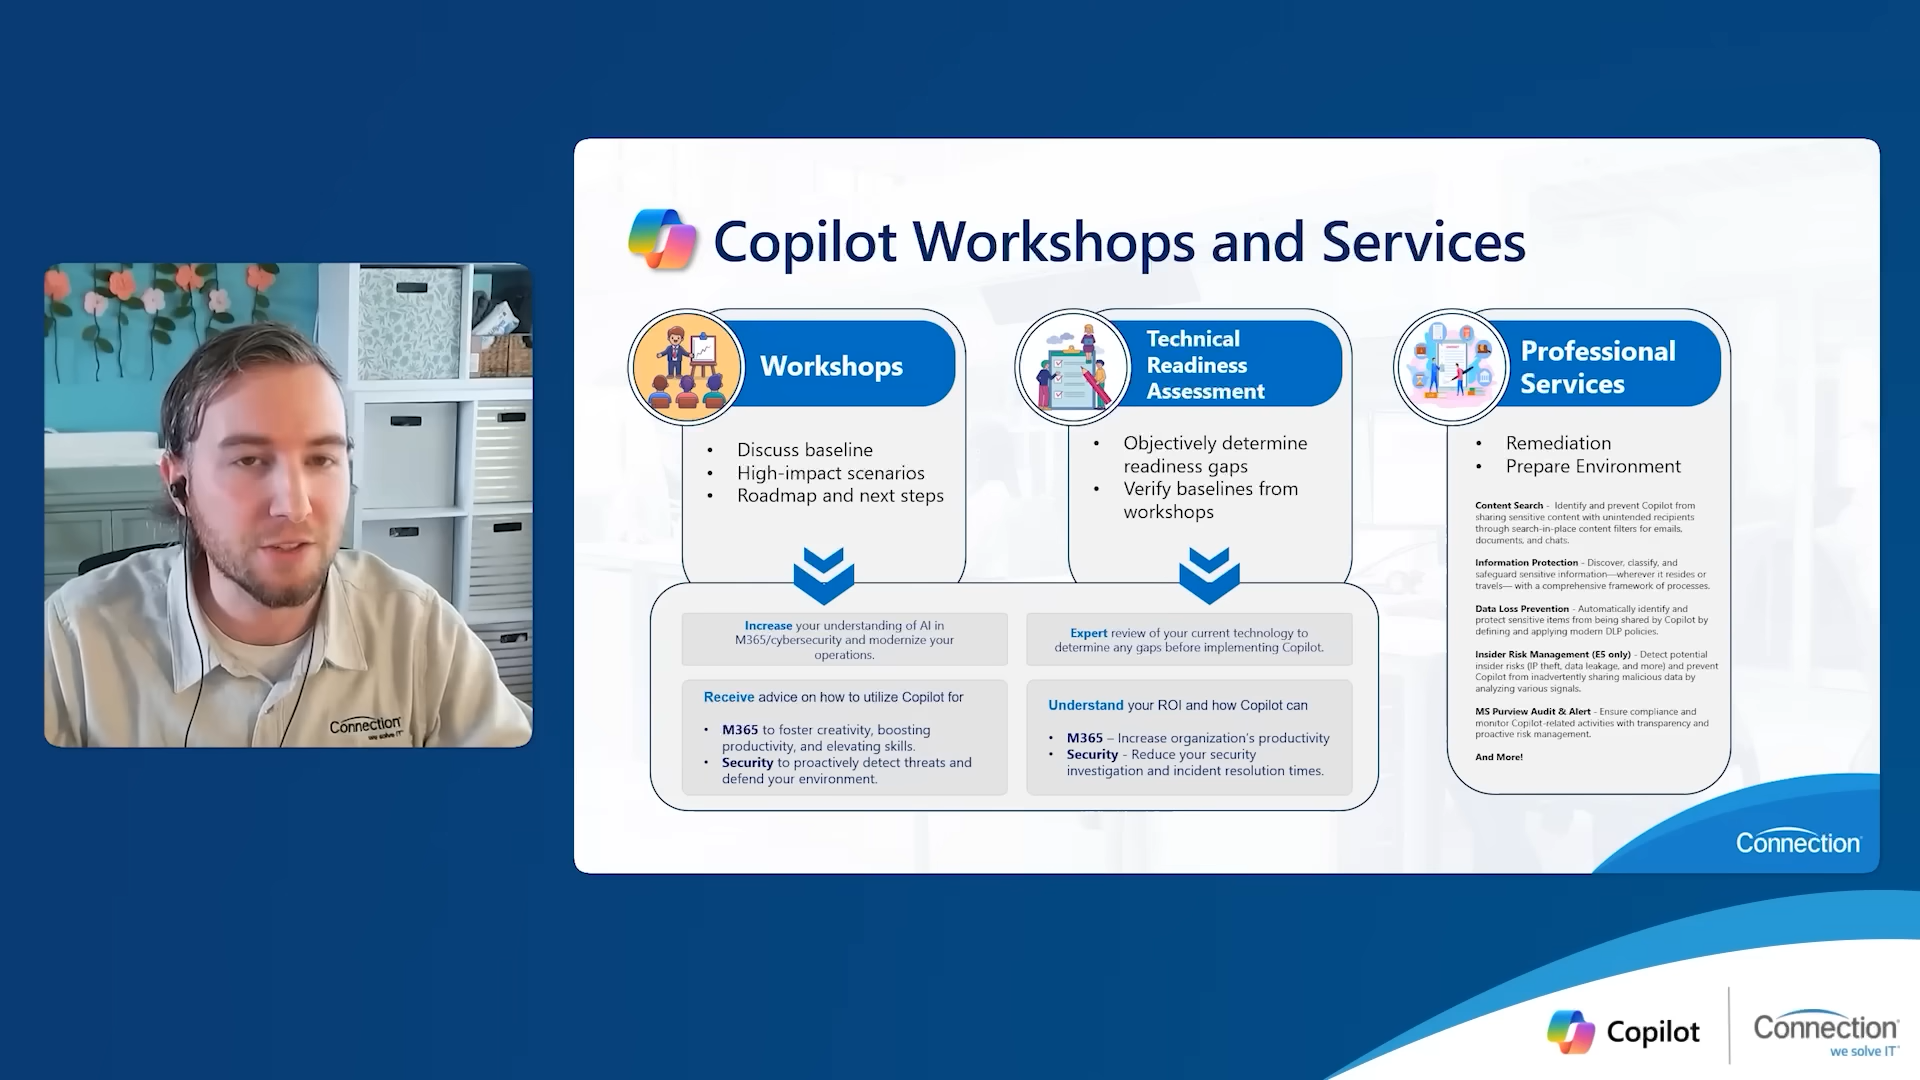 Copilot Workshops and Services
Workshops
• Discuss baseline
• High-impact scenarios
• Roadmap and next steps
Technical
Readiness
Assessment
• Objectively determine
readiness gaps
• Verify baselines from
workshops
Increase your understanding of AI in
M365/cybersecurity and modernize your
operations.
Receive advice on how to utilize Copilot for
• M365 to foster creativity, boosting
productivity, and elevating skills.
• Security to proactively detect threats and
defend your environment.
Expert review of your current technology to
determine any gaps before implementing Copilot.
Understand your ROI and how Copilot can
• M365 – Increase organization's productivity
• Security - Reduce your security
investigation and incident resolution times.
Professional
Services
• Remediation
• Prepare Environment
Content Search - Identify and prevent Copilot from
sharing sensitive content with unintended recipients
through search-in-place content filters for emails,
documents, and chats.
Information Protection - Discover, classify, and
safeguard sensitive information—wherever it resides or
travels— with a comprehensive framework of processes.
Data Loss Prevention - Automatically identify and
protect sensitive items from being shared by Copilot by
defining and applying modern DLP policies.
Insider Risk Management (E5 only) - Detect potential
insider risks (IP theft, data leakage, and more) and prevent
Copilot from inadvertently sharing malicious data by
analyzing various signals.
MS Purview Audit & Alert - Ensure compliance and
monitor Copilot-related activities with transparency and
proactive risk management.
And More!
Connection
Connection
we solve IT
Copilot
Connection
we solve IT